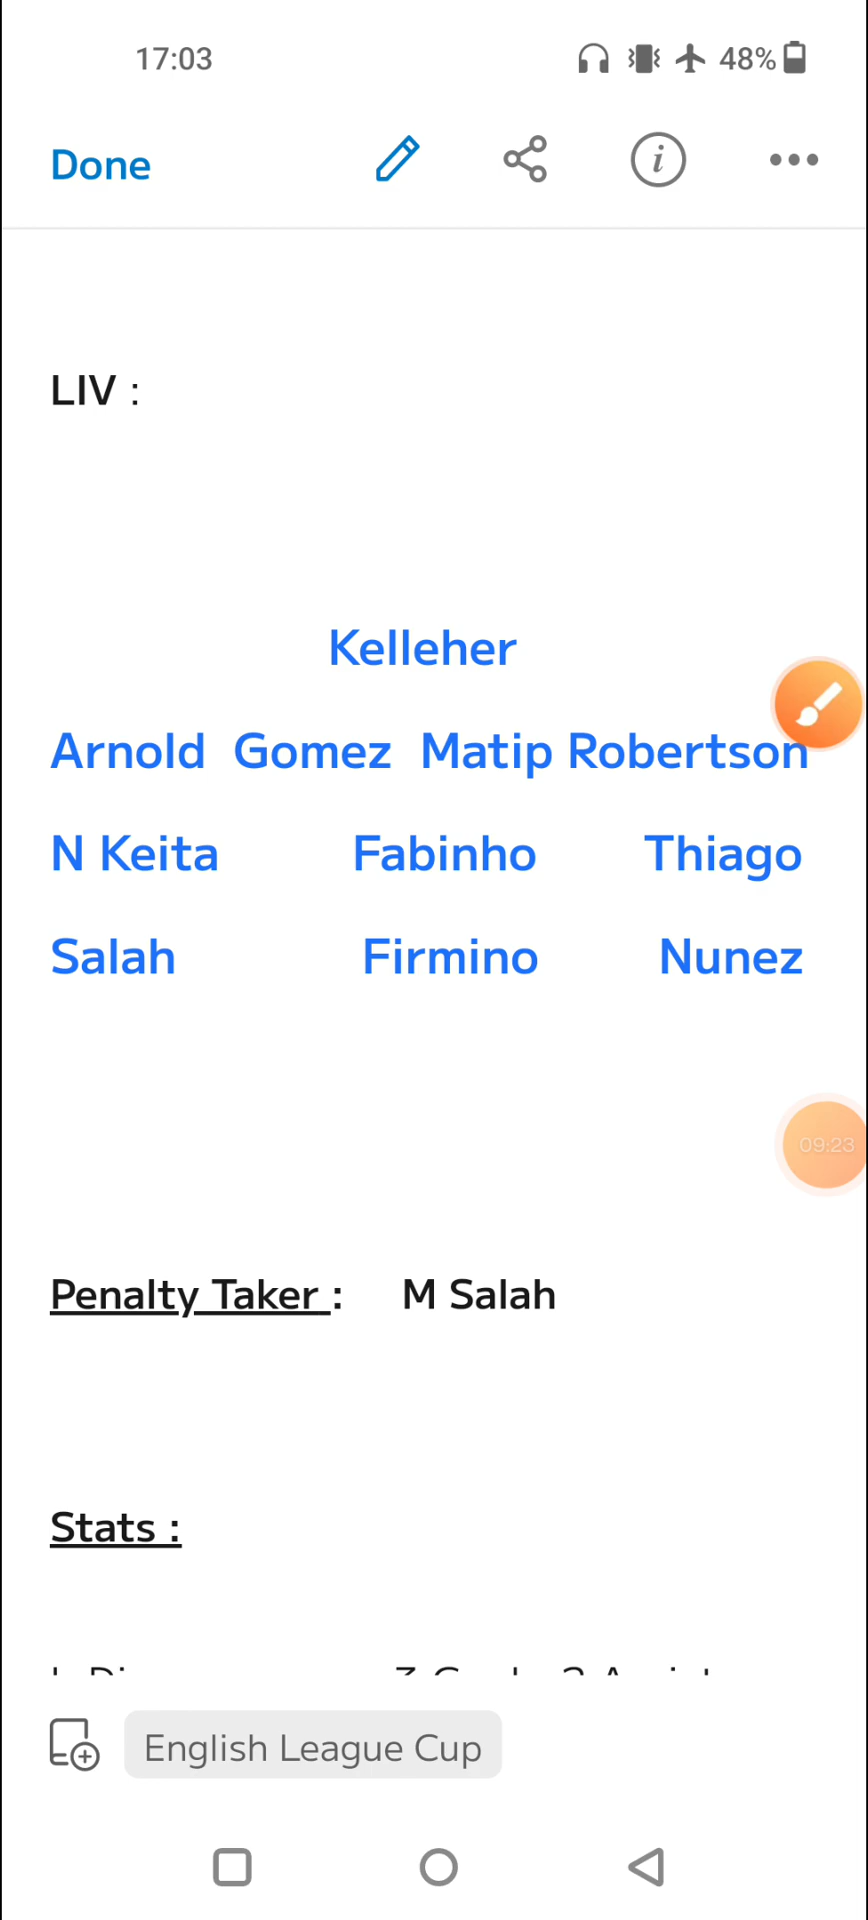 17:03 48%
Done
LIV :
Kelleher
Arnold Gomez Matip Robertson
N Keita Fabinho Thiago
Salah Firmino Nunez
09:23
Penalty Taker : M Salah
Stats :
English League Cup